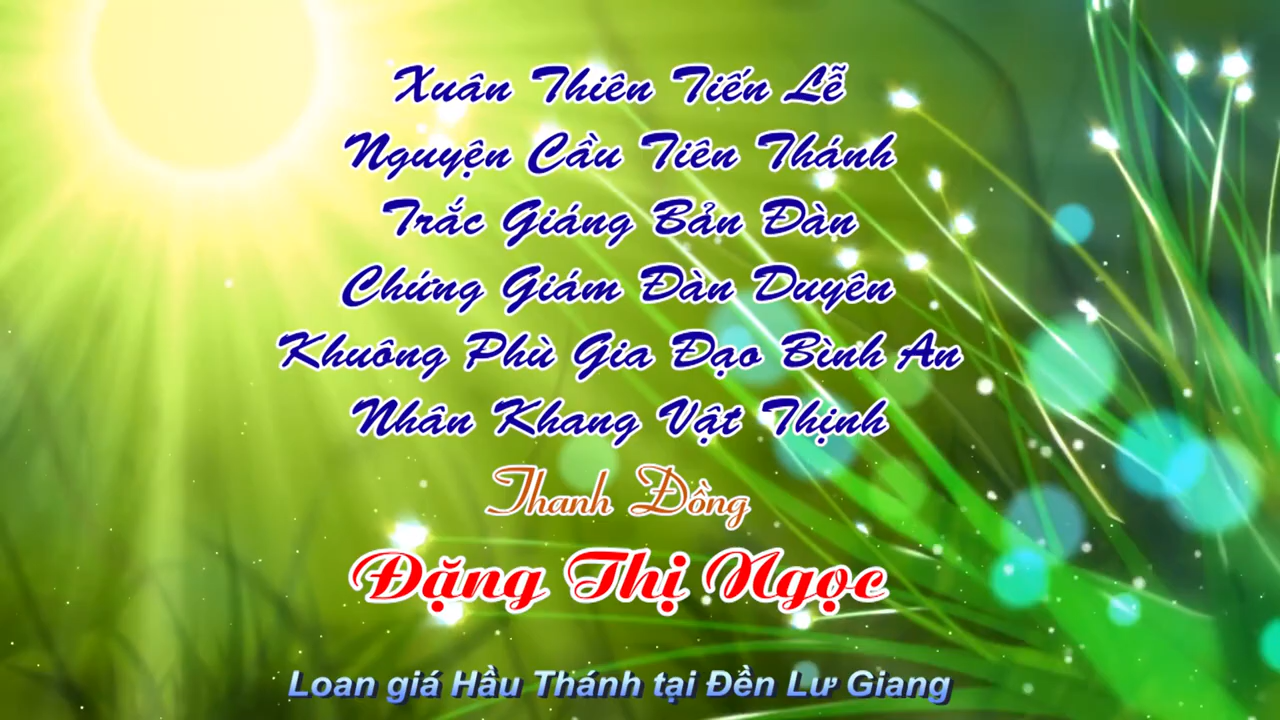 Xuân Thiên Tiến Lễ
Nguyện Cầu Tiên Thánh
Trắc Giáng Bản Đàn
Chứng Giám Đàn Duyên
Khuông Phù Gia Đạo Bình An
Nhân Khang Vật Thịnh
Thanh Đồng
Đặng Thị Ngọc
Loan giá Hầu Thánh tại Đền Lư Giang